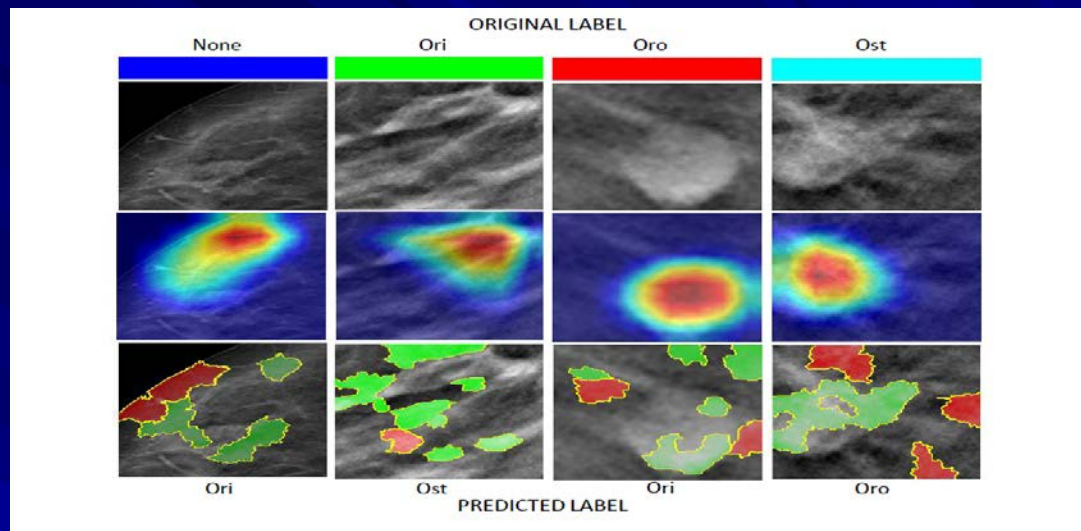 ORIGINAL LABEL
None Ori Oro Ost
Ori Ost Ori Oro
PREDICTED LABEL